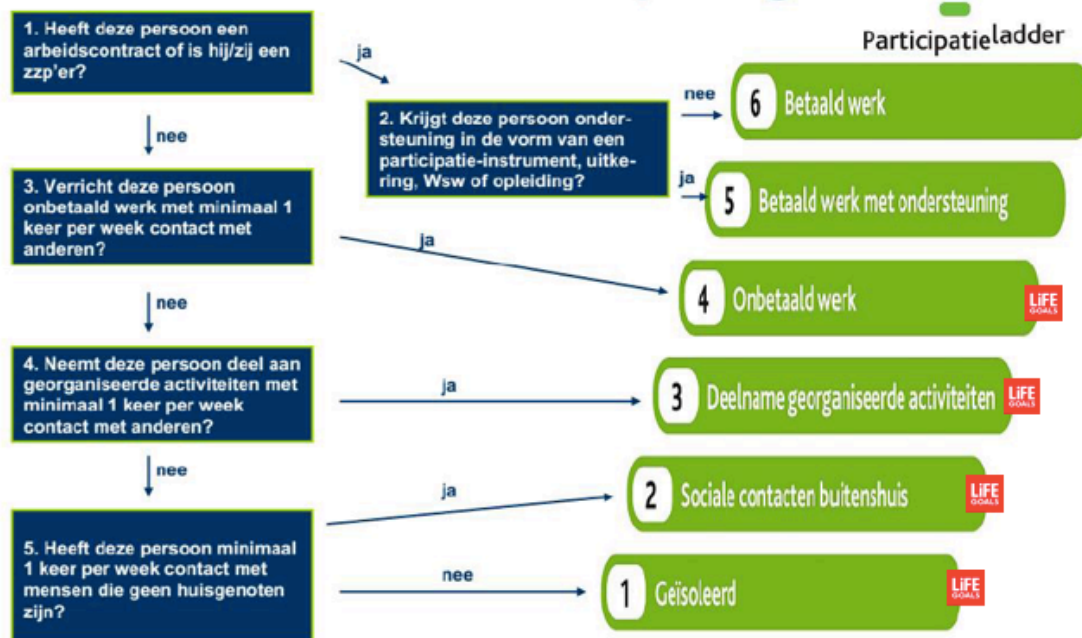 1. Heeft deze persoon een
arbeidscontract of is hij/zij een
zzp'er?
ja
Participatieladder
nee
2. Krijgt deze persoon onder-
steuning in de vorm van een
participatie-instrument, uitke-
ring, Wsw of opleiding?
nee
6 Betaald werk
ja
5 Betaald werk met ondersteuning
3. Verricht deze persoon
onbetaald werk met minimaal 1
keer per week contact met
anderen?
ja
4 Onbetaald werk
LiFE
GOALS
nee
4. Neemt deze persoon deel aan
georganiseerde activiteiten met
minimaal 1 keer per week
contact met anderen?
ja
3 Deelname georganiseerde activiteiten
LiFE
GOALS
nee
ja
2 Sociale contacten buitenshuis
LiFE
GOALS
5. Heeft deze persoon minimaal
1 keer per week contact met
mensen die geen huisgenoten
zijn?
nee
1 Geïsoleerd
LiFE
GOALS